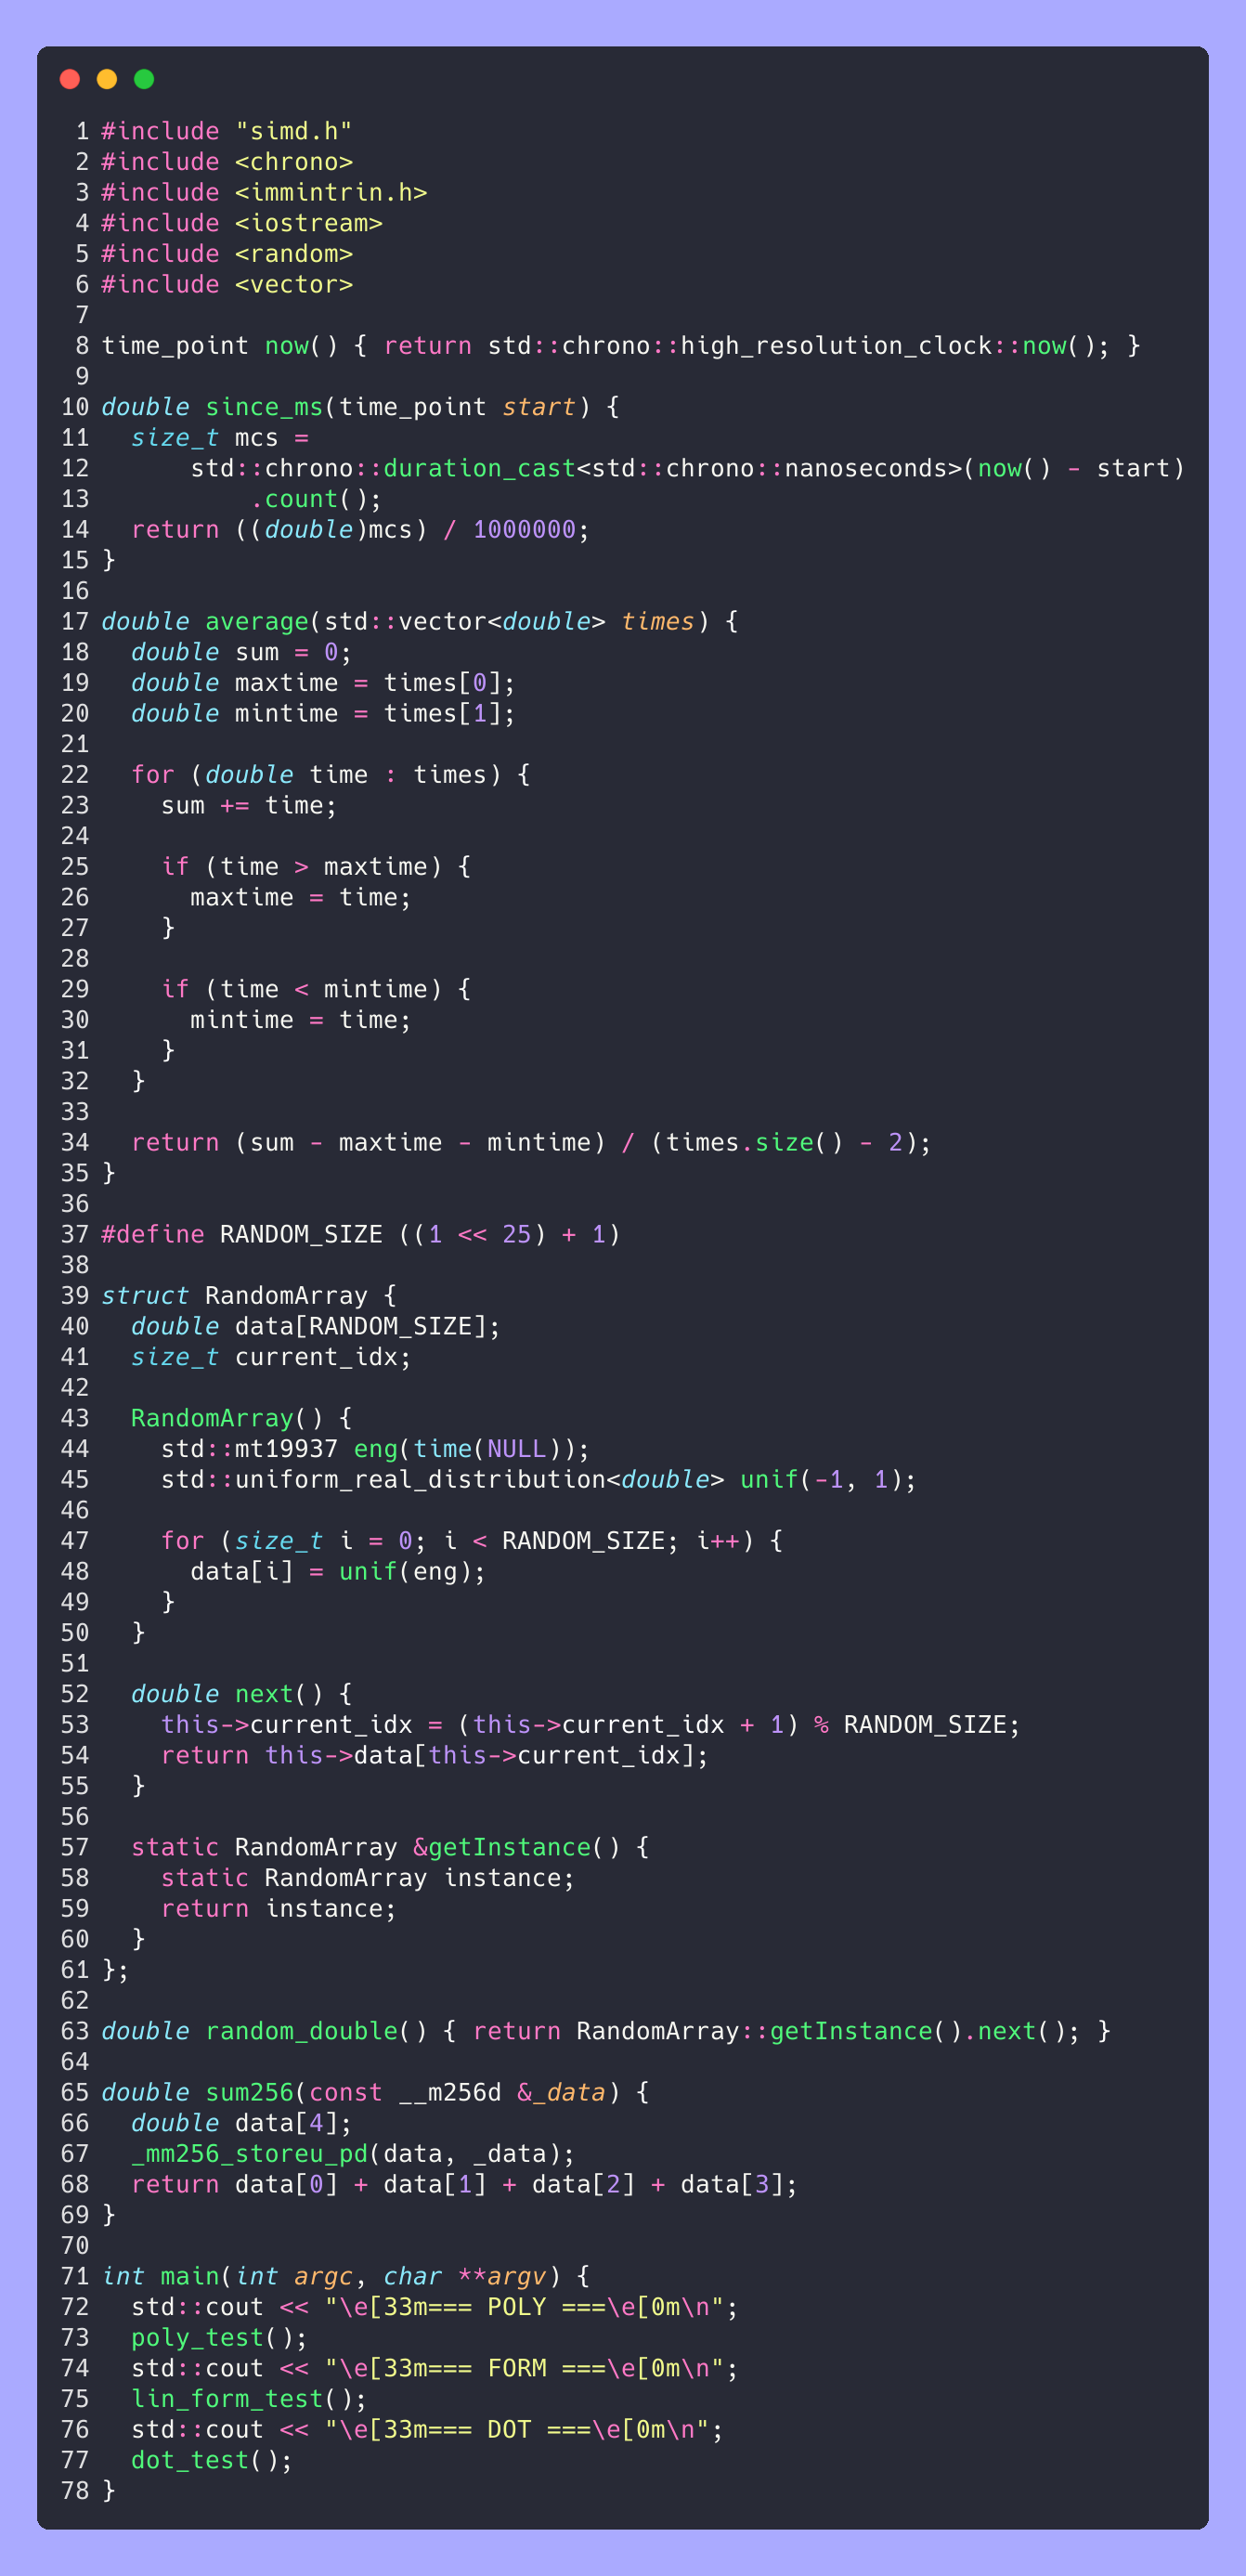 1 #include "simd.h"
2 #include <chrono>
3 #include <immintrin.h>
4 #include <iostream>
5 #include <random>
6 #include <vector>
7
8 time_point now() { return std::chrono::high_resolution_clock::now(); }
9
10 double since_ms(time_point start) {
11   size_t mcs =
12       std::chrono::duration_cast<std::chrono::nanoseconds>(now() - start)
13           .count();
14   return ((double)mcs) / 1000000;
15 }
16
17 double average(std::vector<double> times) {
18   double sum = 0;
19   double maxtime = times[0];
20   double mintime = times[1];
21
22   for (double time : times) {
23     sum += time;
24
25     if (time > maxtime) {
26       maxtime = time;
27     }
28
29     if (time < mintime) {
30       mintime = time;
31     }
32   }
33
34   return (sum - maxtime - mintime) / (times.size() - 2);
35 }
36
37 #define RANDOM_SIZE ((1 << 25) + 1)
38
39 struct RandomArray {
40   double data[RANDOM_SIZE];
41   size_t current_idx;
42
43   RandomArray() {
44     std::mt19937 eng(time(NULL));
45     std::uniform_real_distribution<double> unif(-1, 1);
46
47     for (size_t i = 0; i < RANDOM_SIZE; i++) {
48       data[i] = unif(eng);
49     }
50   }
51
52   double next() {
53     this->current_idx = (this->current_idx + 1) % RANDOM_SIZE;
54     return this->data[this->current_idx];
55   }
56
57   static RandomArray &getInstance() {
58     static RandomArray instance;
59     return instance;
60   }
61 };
62
63 double random_double() { return RandomArray::getInstance().next(); }
64
65 double sum256(const __m256d &_data) {
66   double data[4];
67   _mm256_storeu_pd(data, _data);
68   return data[0] + data[1] + data[2] + data[3];
69 }
70
71 int main(int argc, char **argv) {
72   std::cout << "\e[33m=== POLY ===\e[0m\n";
73   poly_test();
74   std::cout << "\e[33m=== FORM ===\e[0m\n";
75   lin_form_test();
76   std::cout << "\e[33m=== DOT ===\e[0m\n";
77   dot_test();
78 }